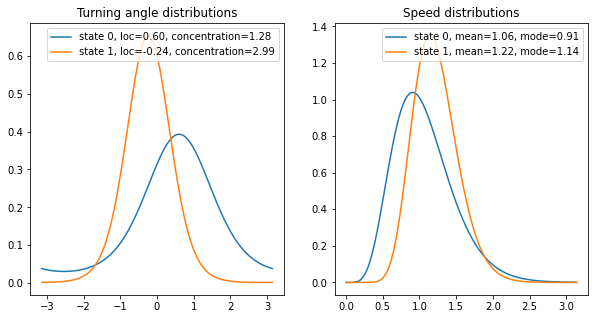 Turning angle distributions
state 0, loc=0.60, concentration=1.28
state 1, loc=-0.24, concentration=2.99
0.6
0.5
0.4
0.3
0.2
0.1
0.0
−3 −2 −1 0 1 2 3
Speed distributions
state 0, mean=1.06, mode=0.91
state 1, mean=1.22, mode=1.14
1.4
1.2
1.0
0.8
0.6
0.4
0.2
0.0
0.0 0.5 1.0 1.5 2.0 2.5 3.0